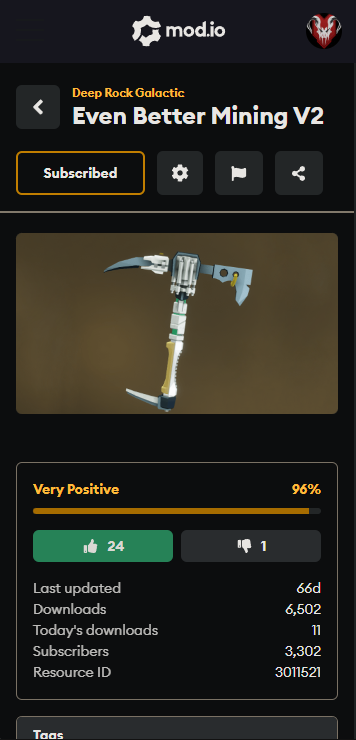 mod.io
Deep Rock Galactic
Even Better Mining V2
Subscribed
Very Positive 96%
24 1
Last updated 66d
Downloads 6,502
Today's downloads 11
Subscribers 3,302
Resource ID 3011521
Tags